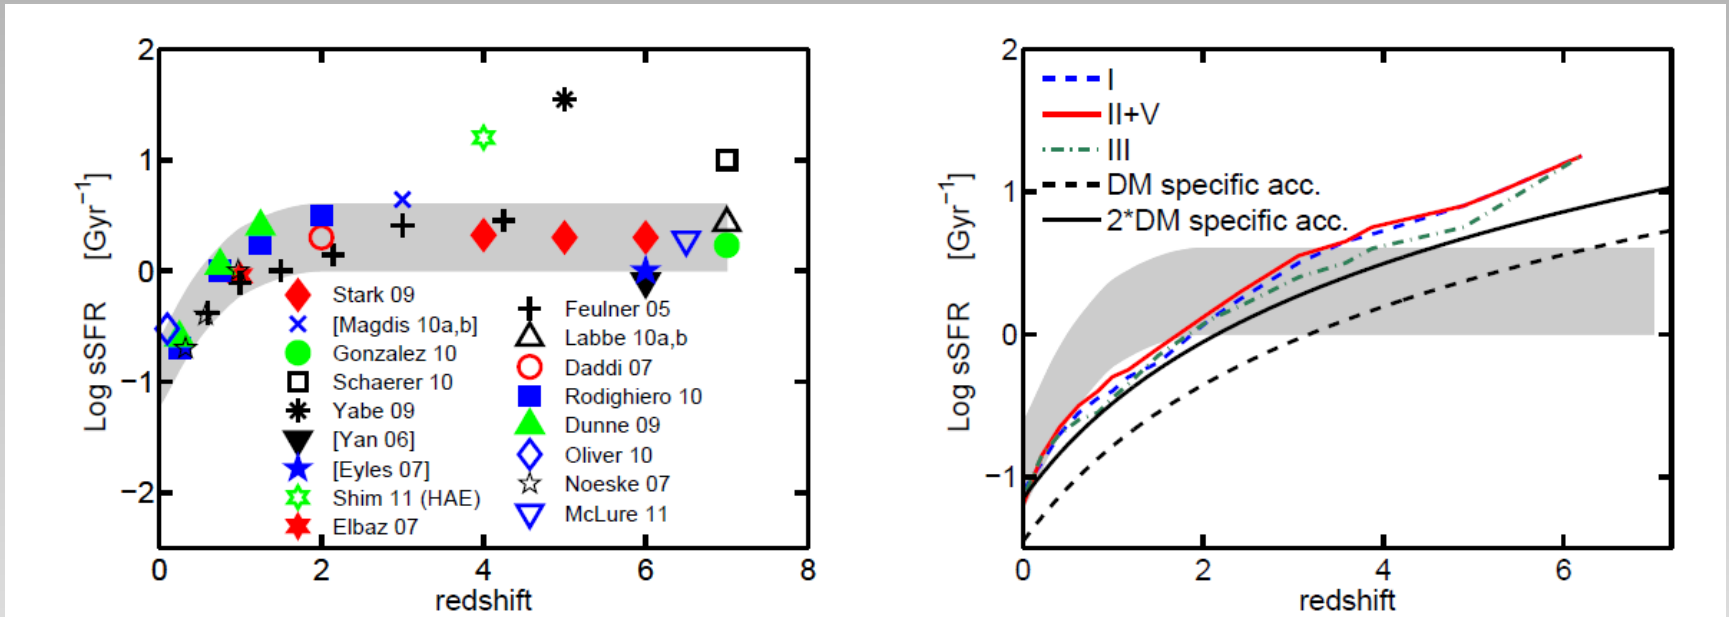 2
1
0
−1
−2
Log sSFR [Gyr⁻¹]
0 2 4 6 8
redshift
Stark 09
[Magdis 10a,b]
Gonzalez 10
Schaerer 10
Yabe 09
[Yan 06]
[Eyles 07]
Shim 11 (HAE)
Elbaz 07
Feulner 05
Labbe 10a,b
Daddi 07
Rodighiero 10
Dunne 09
Oliver 10
Noeske 07
McLure 11
2
1
0
−1
Log sSFR [Gyr⁻¹]
0 2 4 6
redshift
I
II+V
III
DM specific acc.
2*DM specific acc.